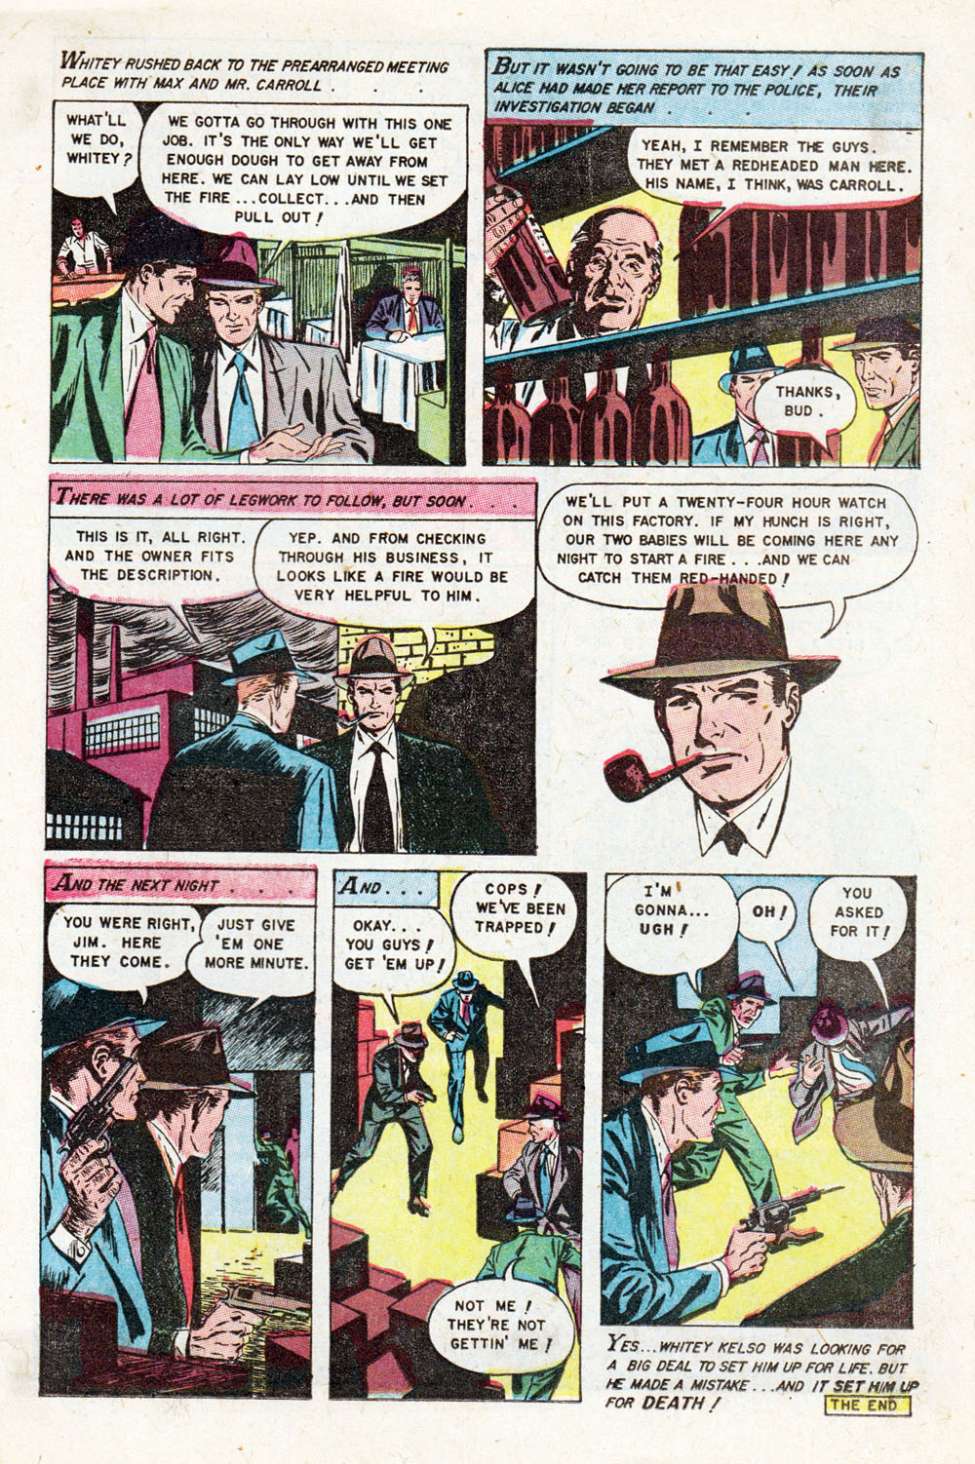 WHITEY RUSHED BACK TO THE PREARRANGED MEETING
PLACE WITH MAX AND MR. CARROLL . . . .
WHAT'LL
WE DO,
WHITEY?
WE GOTTA GO THROUGH WITH THIS ONE
JOB. IT'S THE ONLY WAY WE'LL GET
ENOUGH DOUGH TO GET AWAY FROM
HERE. WE CAN LAY LOW UNTIL WE SET
THE FIRE ...COLLECT...AND THEN
PULL OUT!
BUT IT WASN'T GOING TO BE THAT EASY! AS SOON AS
ALICE HAD MADE HER REPORT TO THE POLICE, THEIR
INVESTIGATION BEGAN . . . .
YEAH, I REMEMBER THE GUYS.
THEY MET A REDHEADED MAN HERE.
HIS NAME, I THINK, WAS CARROLL.
THANKS,
BUD.
THERE WAS A LOT OF LEGWORK TO FOLLOW, BUT SOON . . . .
THIS IS IT, ALL RIGHT.
AND THE OWNER FITS
THE DESCRIPTION.
YEP. AND FROM CHECKING
THROUGH HIS BUSINESS, IT
LOOKS LIKE A FIRE WOULD BE
VERY HELPFUL TO HIM.
WE'LL PUT A TWENTY-FOUR HOUR WATCH
ON THIS FACTORY. IF MY HUNCH IS RIGHT,
OUR TWO BABIES WILL BE COMING HERE ANY
NIGHT TO START A FIRE . . .AND WE CAN
CATCH THEM RED-HANDED!
AND THE NEXT NIGHT . . . .
YOU WERE RIGHT,
JIM. HERE
THEY COME.
JUST GIVE
'EM ONE
MORE MINUTE.
AND . . .
OKAY...
YOU GUYS!
GET 'EM UP!
COPS!
WE'VE BEEN
TRAPPED!
NOT ME!
THEY'RE NOT
GETTIN' ME!
I'M
GONNA...
UGH!
OH!
YOU
ASKED
FOR IT!
YES...WHITEY KELSO WAS LOOKING FOR
A BIG DEAL TO SET HIM UP FOR LIFE. BUT
HE MADE A MISTAKE...AND IT SET HIM UP
FOR DEATH!
THE END